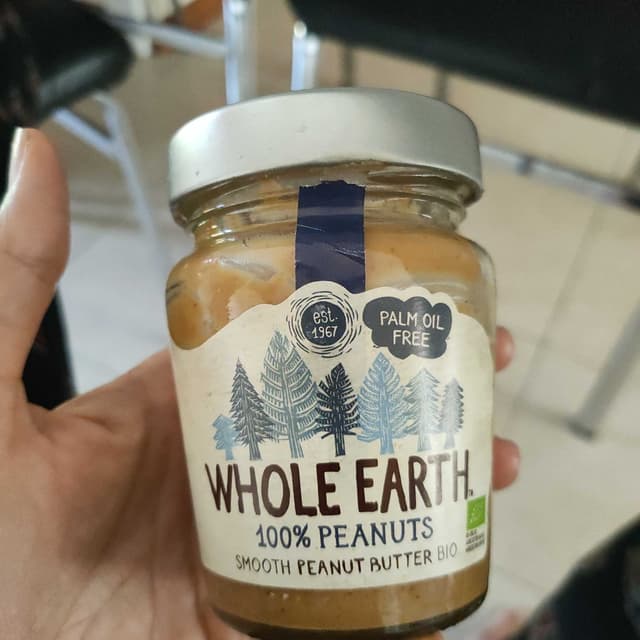 est.
1967
PALM OIL
FREE
WHOLE EARTH
100% PEANUTS
SMOOTH PEANUT BUTTER BIO